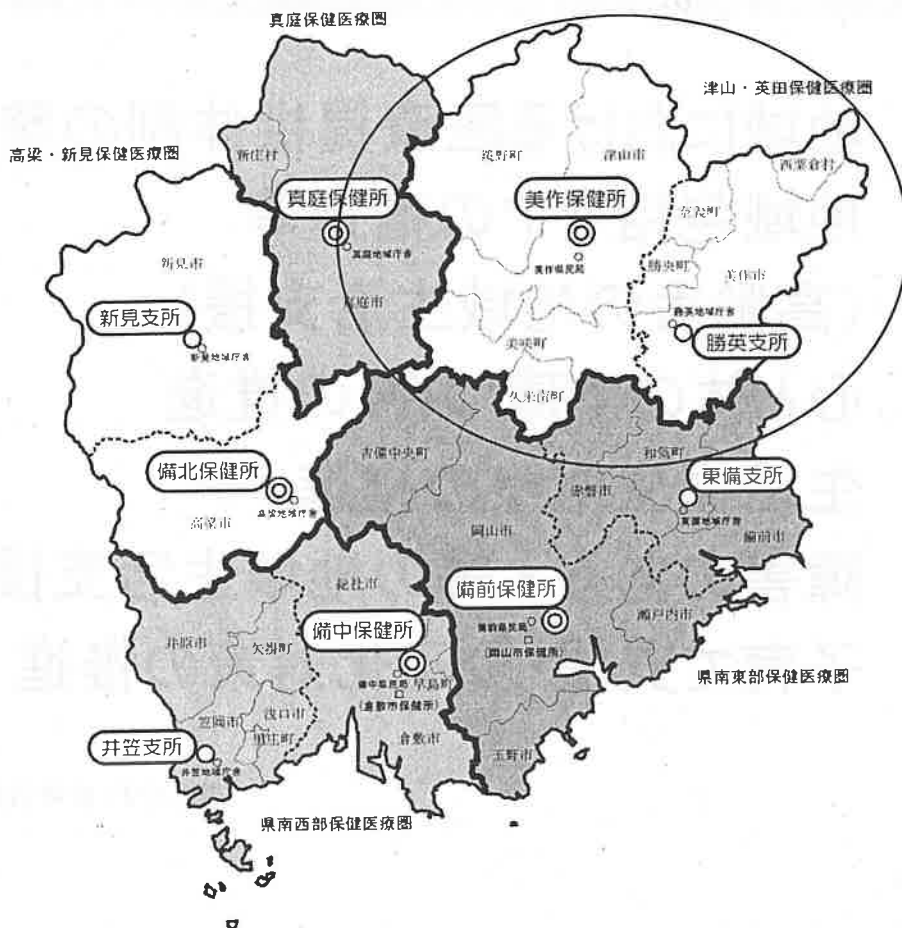 真庭保健医療圏
津山・英田保健医療圏
高梁・新見保健医療圏
新庄村
鏡野町
津山市
西粟倉村
真庭保健所
美作保健所
奈義町
真庭地域庁舎
美作県民局
勝央町
美作市
新見市
真庭市
新見支所
新見地域庁舎
勝英地域庁舎
勝英支所
美咲町
久米南町
吉備中央町
和気町
備北保健所
東備支所
赤磐市
高梁地域庁舎
高梁市
東備地域庁舎
岡山市
備前市
総社市
備前保健所
瀬戸内市
井原市
矢掛町
備中保健所
備前県民局
(岡山市保健所)
県南東部保健医療圏
備中県民局
早島町
(倉敷市保健所)
笠岡市
浅口市
里庄町
倉敷市
井笠支所
井笠地域庁舎
玉野市
県南西部保健医療圏